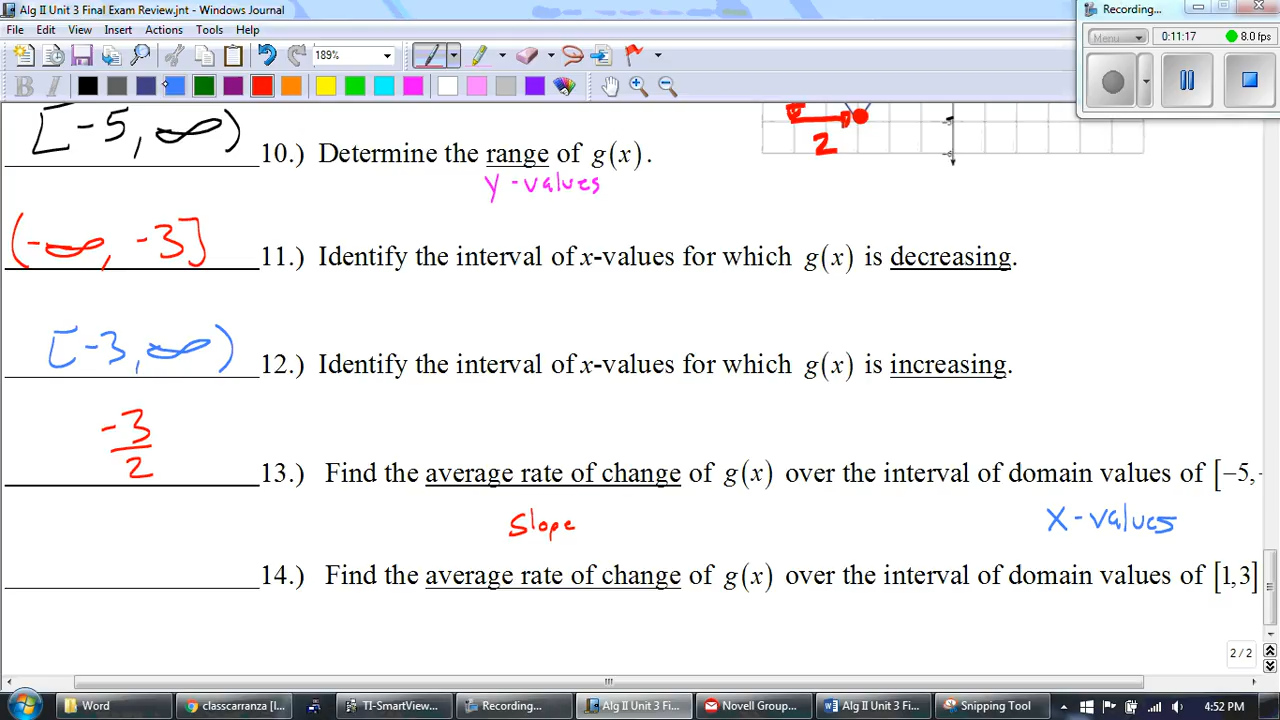 Alg II Unit 3 Final Exam Review.jnt - Windows Journal
Recording...
File Edit View Insert Actions Tools Help
Menu
0:11:17
8.0 fps
189%
B I
[-5, ∞)
10.) Determine the range of g(x).
2
-6
y-values
(-∞, -3]
11.) Identify the interval of x-values for which g(x) is decreasing.
[-3, ∞)
12.) Identify the interval of x-values for which g(x) is increasing.
-3
2
13.) Find the average rate of change of g(x) over the interval of domain values of [-5,-
Slope
x-values
14.) Find the average rate of change of g(x) over the interval of domain values of [1,3]
2 / 2
Word
classcarranza [l...
TI-SmartView...
Recording...
Alg II Unit 3 Fi...
Novell Group...
Alg II Unit 3 Fi...
Snipping Tool
4:52 PM